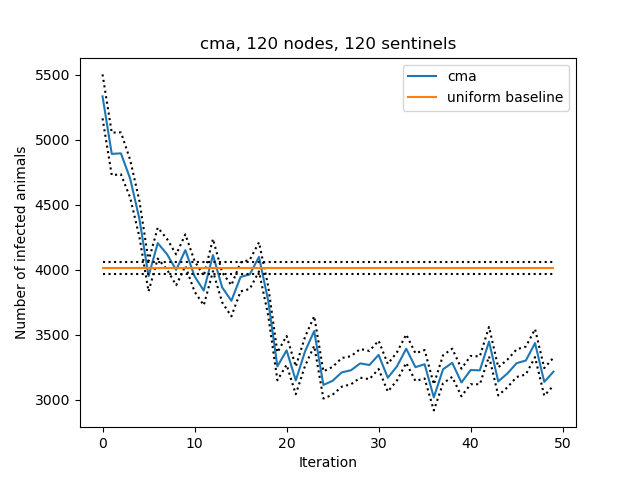 cma, 120 nodes, 120 sentinels
cma
uniform baseline
Number of infected animals
5500
5000
4500
4000
3500
3000
0 10 20 30 40 50
Iteration